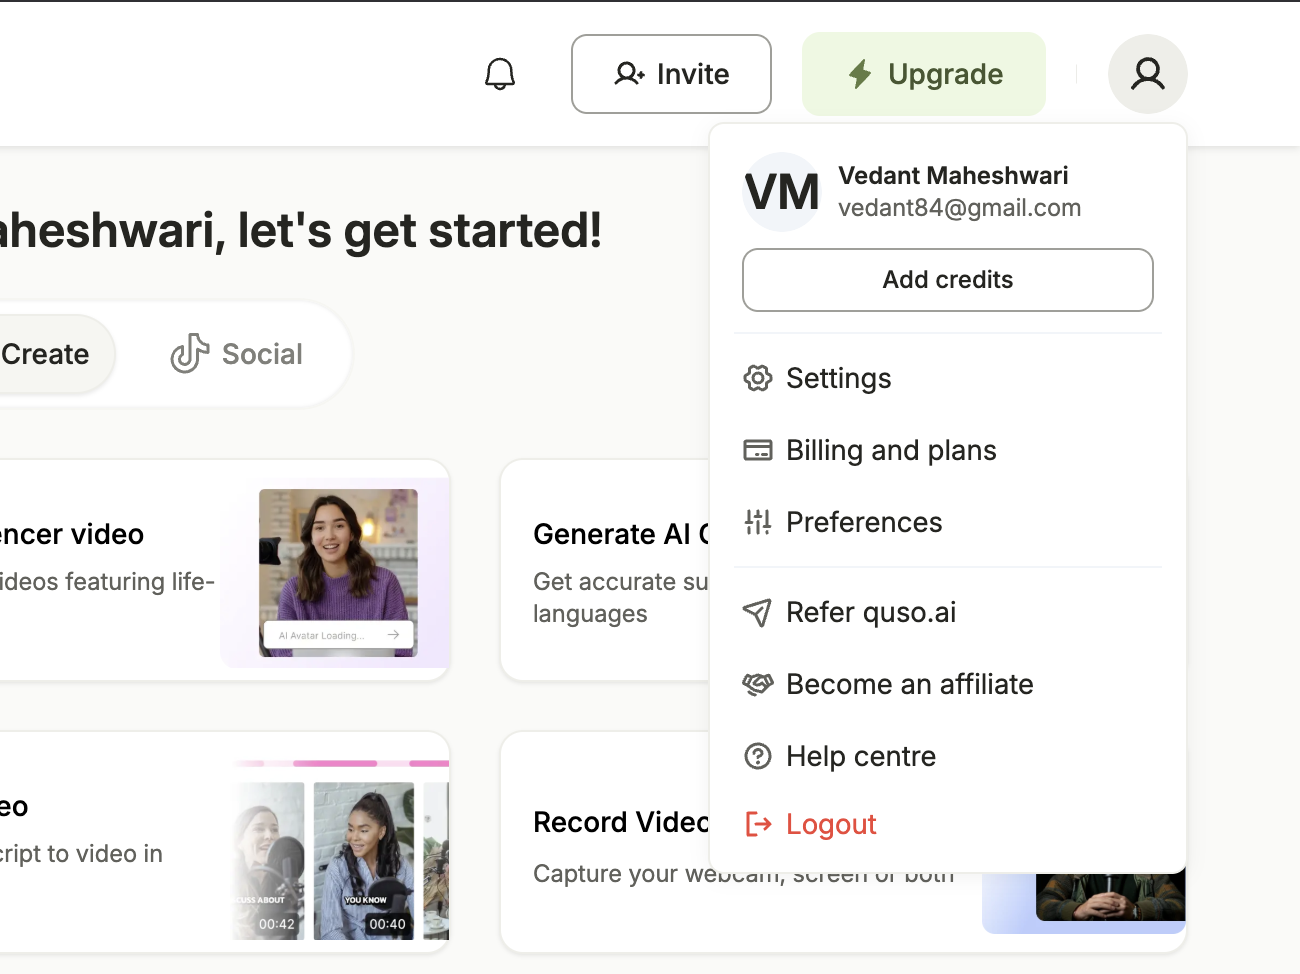 Invite
Upgrade
VM
Vedant Maheshwari
vedant84@gmail.com
Add credits
Settings
Billing and plans
Preferences
Refer quso.ai
Become an affiliate
Help centre
Logout
aheshwari, let's get started!
Create
Social
encer video
ideos featuring life-
AI Avatar Loading...
Generate AI
Get accurate su
languages
eo
cript to video in
CUSS ABOUT
00:42
YOU KNOW
00:40
Record Video
Capture your webcam, screen or both